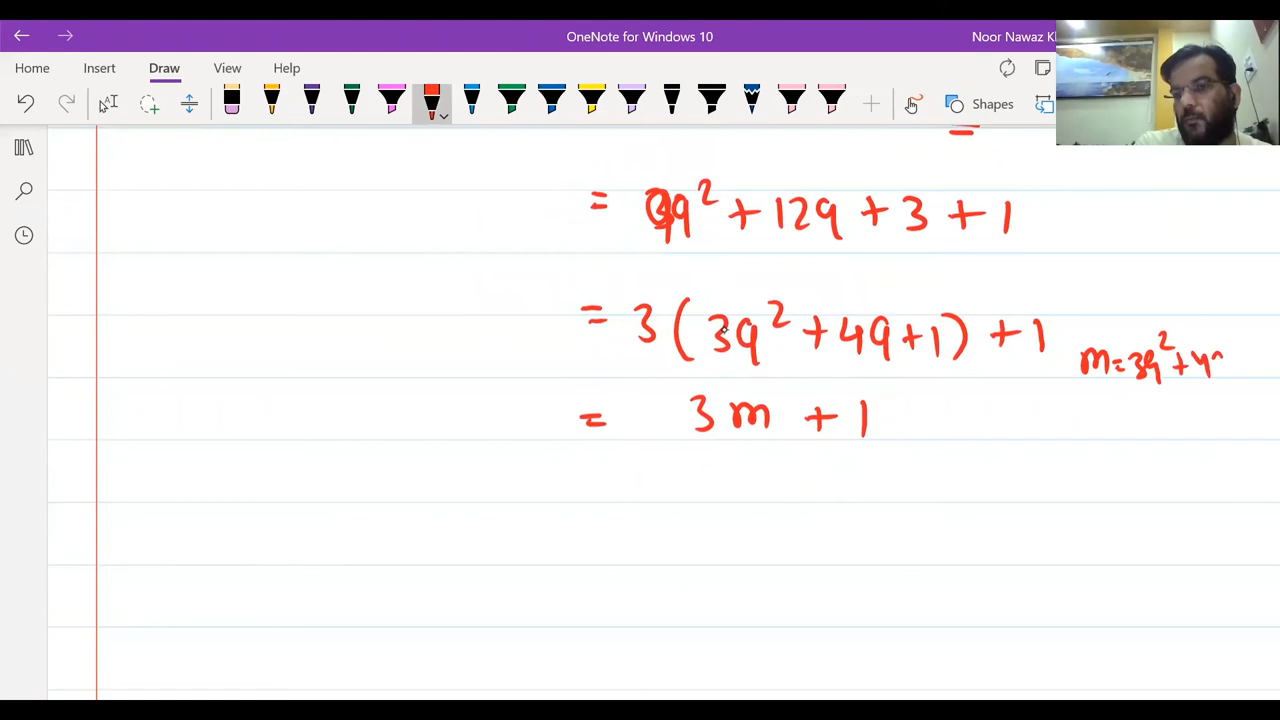 OneNote for Windows 10
Noor Nawaz
Home Insert Draw View Help
Shapes
= 9q² + 12q + 3 + 1
= 3(3q² + 4q + 1) + 1
m = 3q² + 4
= 3m + 1